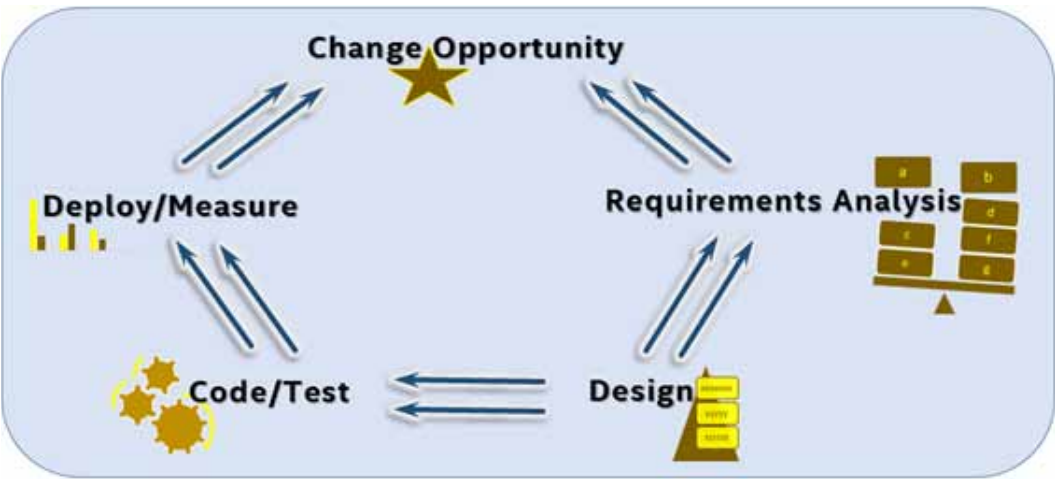 Change Opportunity
Deploy/Measure
Requirements Analysis
a
b
d
c
f
e
g
Code/Test
Design